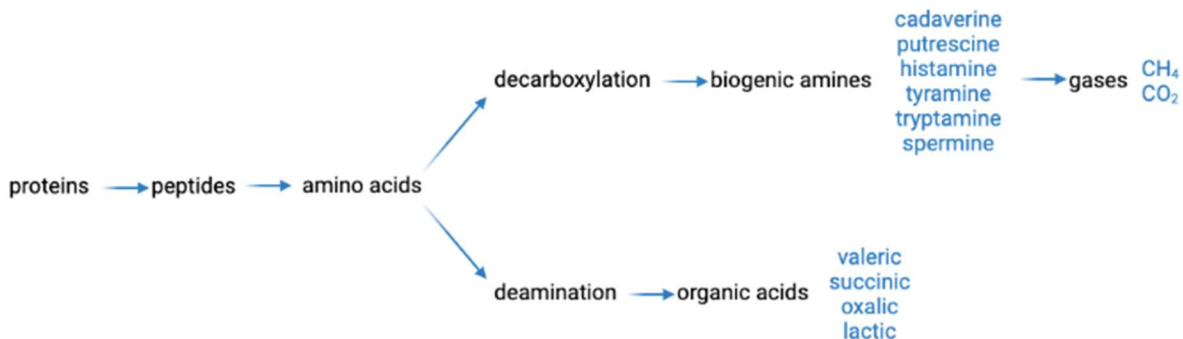 proteins
peptides
amino acids
decarboxylation
biogenic amines
cadaverine
putrescine
histamine
tyramine
tryptamine
spermine
gases
CH₄
CO₂
deamination
organic acids
valeric
succinic
oxalic
lactic